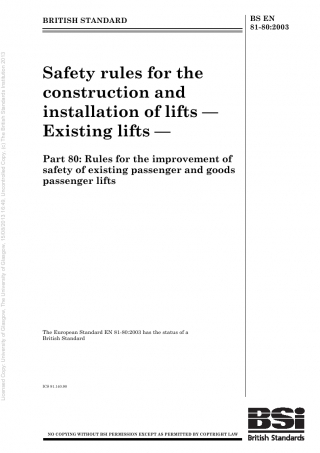 BRITISH STANDARD
BS EN
81-80:2003
Safety rules for the
construction and
installation of lifts —
Existing lifts —
Part 80: Rules for the improvement of
safety of existing passenger and goods
passenger lifts
The European Standard EN 81-80:2003 has the status of a
British Standard
NO COPYING WITHOUT BSI PERMISSION EXCEPT AS PERMITTED BY COPYRIGHT LAW
BSi
British Standards